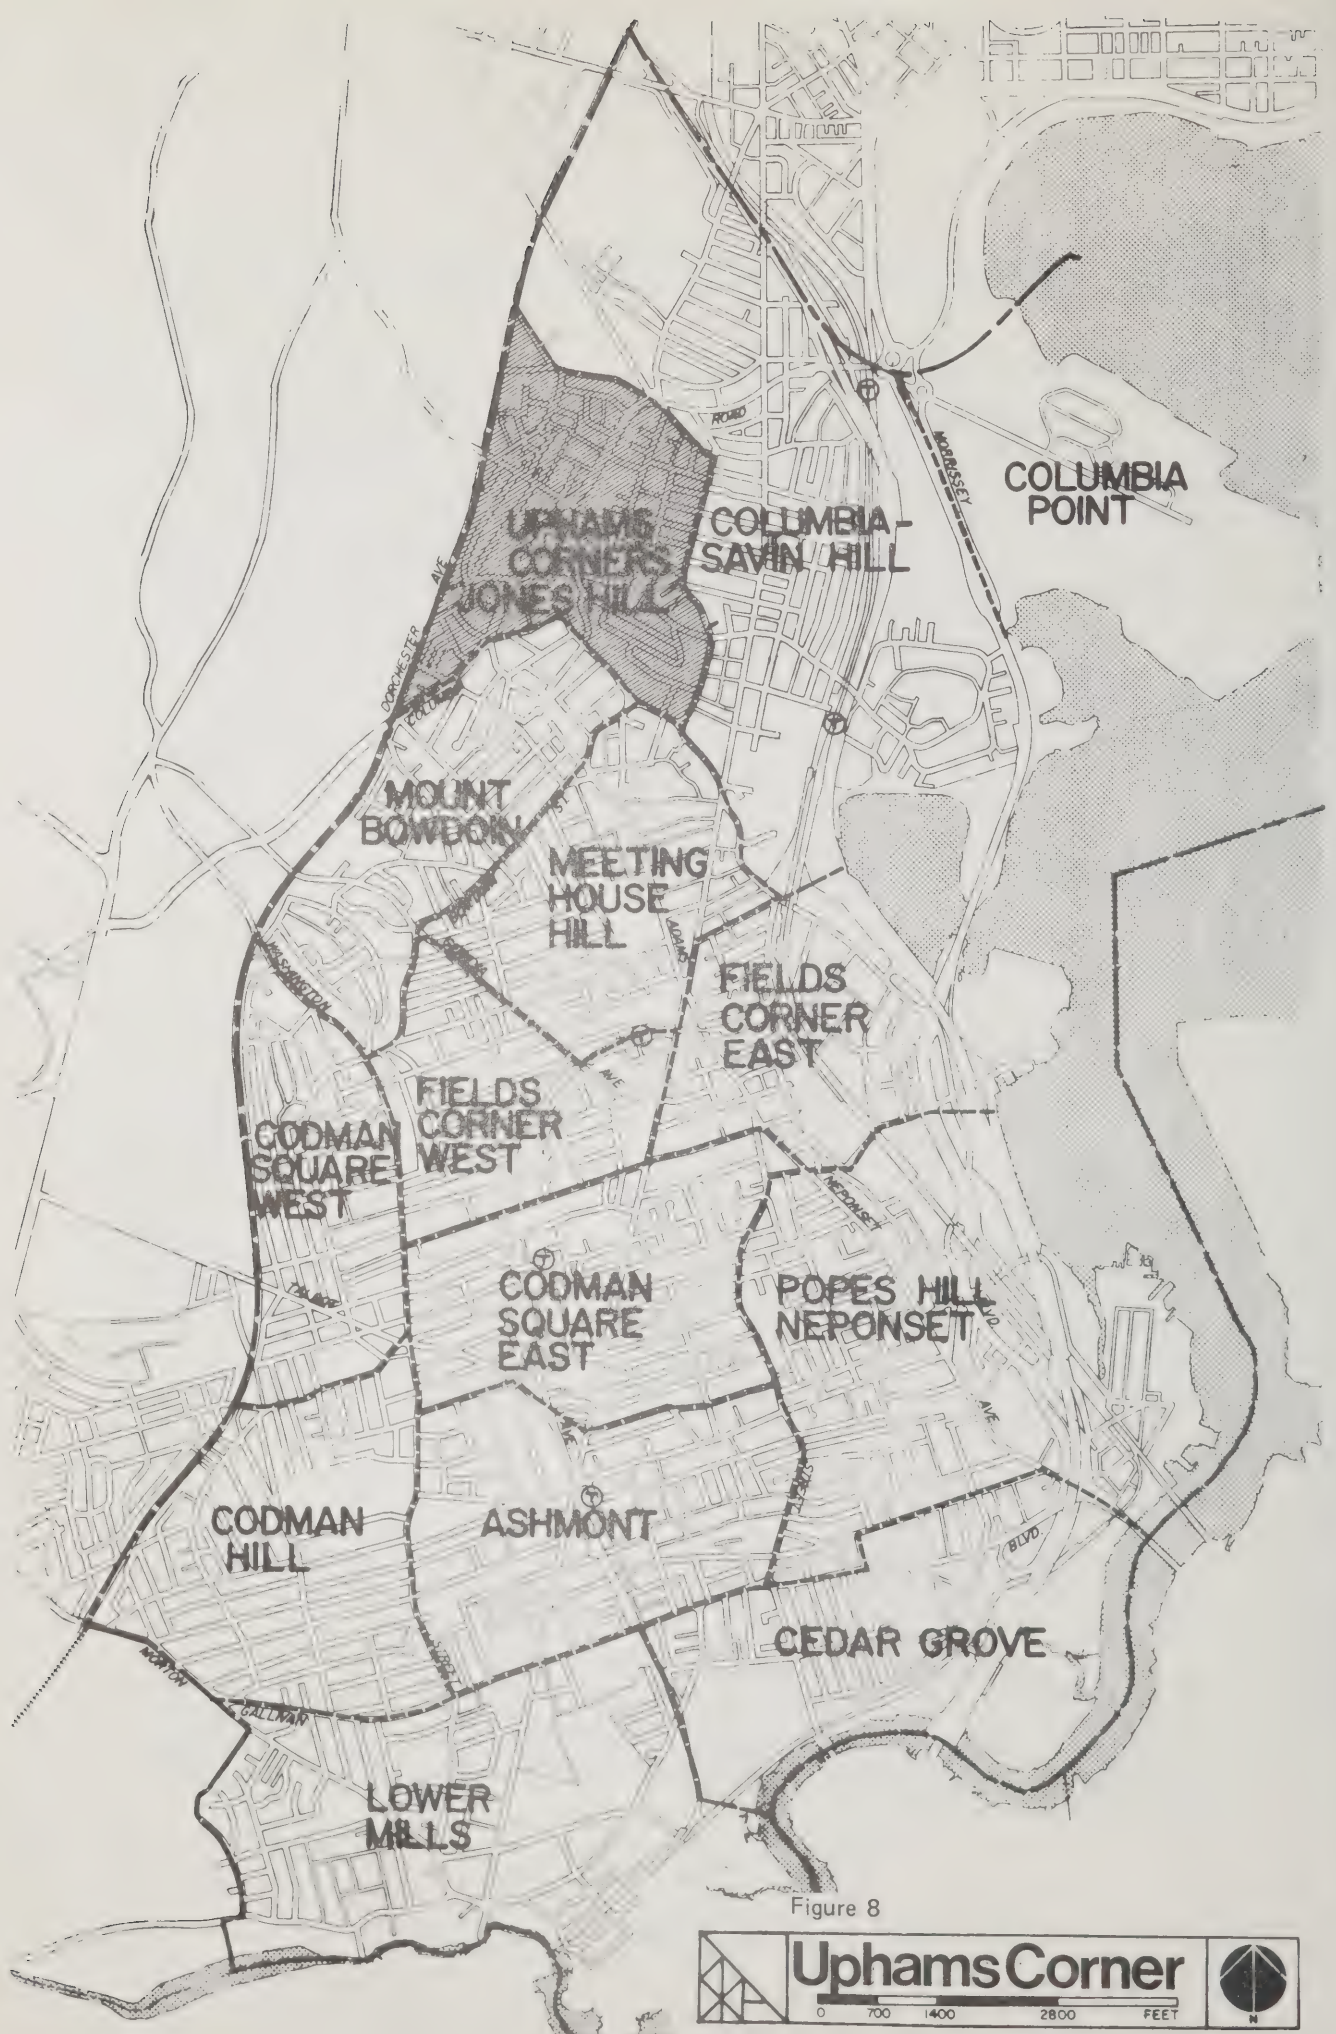 ROAD
MORRISSEY
COLUMBIA
POINT
UPHAMS
CORNERS
JONES HILL
COLUMBIA-
SAVIN HILL
AVE
DORCHESTER
MOUNT
BOWDOIN
ST
MEETING
HOUSE
HILL
ADAMS
WASHINGTON
FIELDS
CORNER
EAST
AVE
FIELDS
CORNER
WEST
CODMAN
SQUARE
WEST
NEPONSET
T
CODMAN
SQUARE
EAST
POPES HILL
NEPONSET
AVE
AVE
STREET
T
CODMAN
HILL
ASHMONT
BLVD.
CEDAR GROVE
MORTON
GALLIVAN
LOWER
MILLS
Figure 8
Uphams Corner
0 700 1400 2800 FEET
N